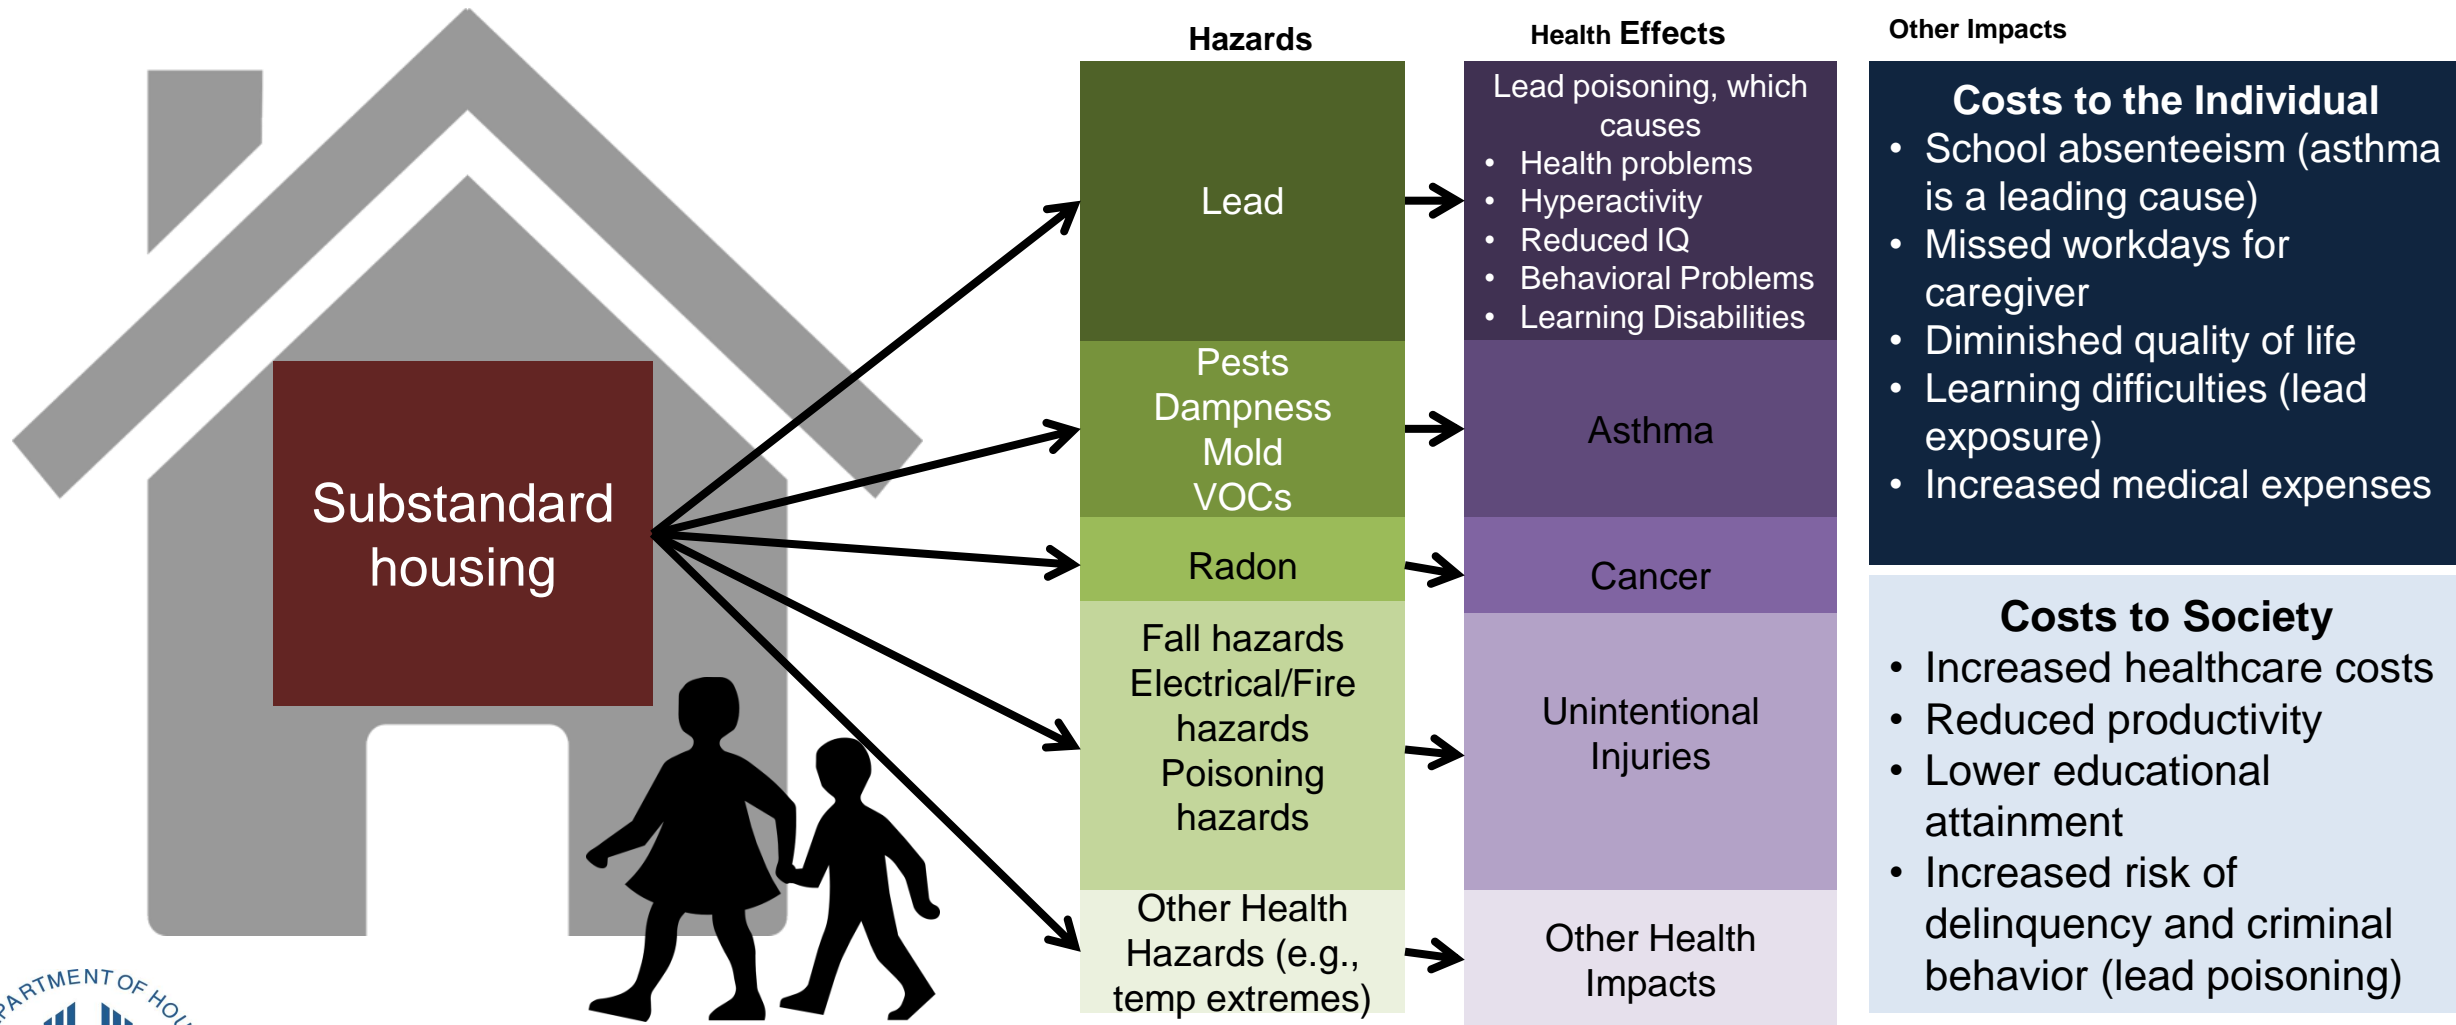 Hazards
Health Effects
Other Impacts
Substandard
housing
Lead
Pests
Dampness
Mold
VOCs
Radon
Fall hazards
Electrical/Fire
hazards
Poisoning
hazards
Other Health
Hazards (e.g.,
temp extremes)
Lead poisoning, which
causes
• Health problems
• Hyperactivity
• Reduced IQ
• Behavioral Problems
• Learning Disabilities
Asthma
Cancer
Unintentional
Injuries
Other Health
Impacts
Costs to the Individual
• School absenteeism (asthma
is a leading cause)
• Missed workdays for
caregiver
• Diminished quality of life
• Learning difficulties (lead
exposure)
• Increased medical expenses
Costs to Society
• Increased healthcare costs
• Reduced productivity
• Lower educational
attainment
• Increased risk of
delinquency and criminal
behavior (lead poisoning)
OF